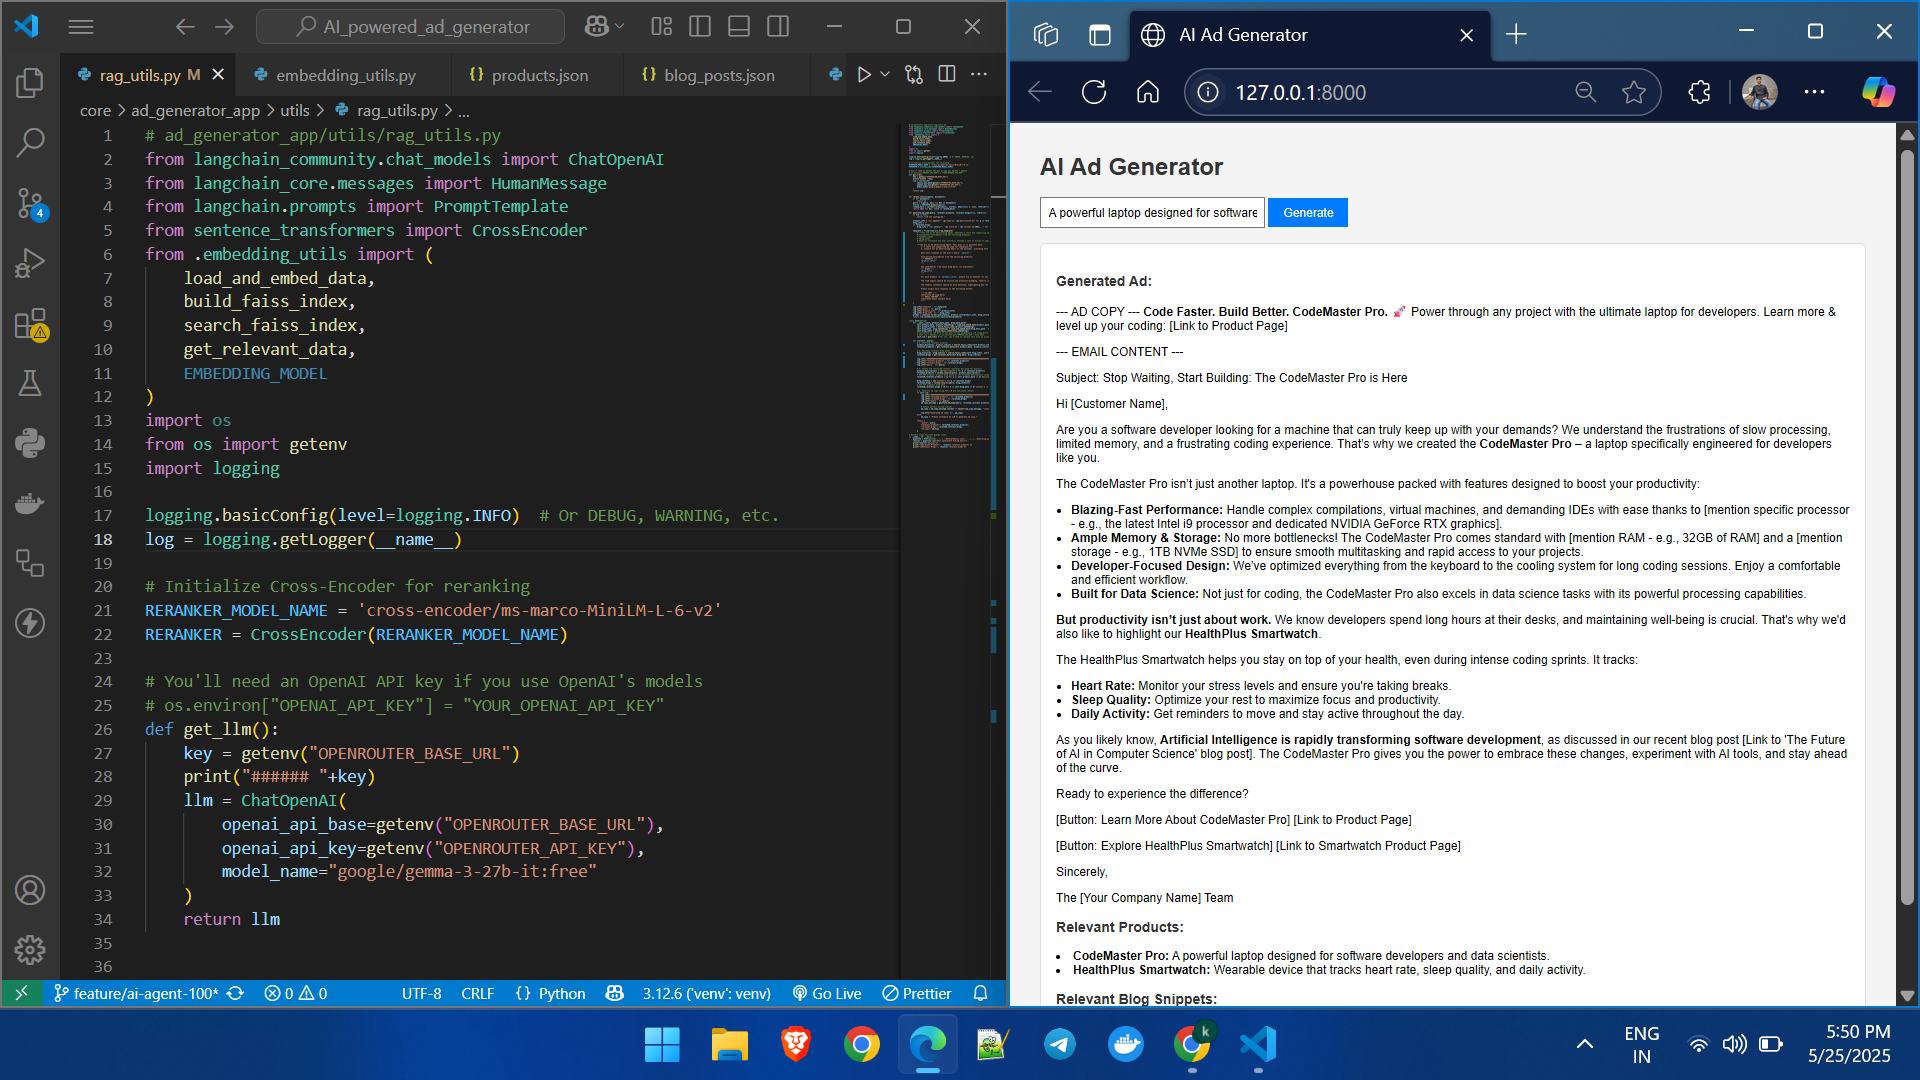 AI_powered_ad_generator
rag_utils.py M
embedding_utils.py
{} products.json
{} blog_posts.json
core > ad_generator_app > utils > rag_utils.py > ...
1 # ad_generator_app/utils/rag_utils.py
2 from langchain_community.chat_models import ChatOpenAI
3 from langchain_core.messages import HumanMessage
4 from langchain.prompts import PromptTemplate
5 from sentence_transformers import CrossEncoder
6 from .embedding_utils import (
7 load_and_embed_data,
8 build_faiss_index,
9 search_faiss_index,
10 get_relevant_data,
11 EMBEDDING_MODEL
12 )
13 import os
14 from os import getenv
15 import logging
16
17 logging.basicConfig(level=logging.INFO)  # Or DEBUG, WARNING, etc.
18 log = logging.getLogger(__name__)
19
20 # Initialize Cross-Encoder for reranking
21 RERANKER_MODEL_NAME = 'cross-encoder/ms-marco-MiniLM-L-6-v2'
22 RERANKER = CrossEncoder(RERANKER_MODEL_NAME)
23
24 # You'll need an OpenAI API key if you use OpenAI's models
25 # os.environ["OPENAI_API_KEY"] = "YOUR_OPENAI_API_KEY"
26 def get_llm():
27 key = getenv("OPENROUTER_BASE_URL")
28 print("###### "+key)
29 llm = ChatOpenAI(
30 openai_api_base=getenv("OPENROUTER_BASE_URL"),
31 openai_api_key=getenv("OPENROUTER_API_KEY"),
32 model_name="google/gemma-3-27b-it:free"
33 )
34 return llm
35
36
4
feature/ai-agent-100* 0 0 UTF-8 CRLF {} Python 3.12.6 ('venv': venv) Go Live Prettier
AI Ad Generator
127.0.0.1:8000
AI Ad Generator
A powerful laptop designed for software
Generate
Generated Ad:
--- AD COPY --- Code Faster. Build Better. CodeMaster Pro. 🚀 Power through any project with the ultimate laptop for developers. Learn more &
level up your coding: [Link to Product Page]
--- EMAIL CONTENT ---
Subject: Stop Waiting, Start Building: The CodeMaster Pro is Here
Hi [Customer Name],
Are you a software developer looking for a machine that can truly keep up with your demands? We understand the frustrations of slow processing,
limited memory, and a frustrating coding experience. That's why we created the CodeMaster Pro – a laptop specifically engineered for developers
like you.
The CodeMaster Pro isn't just another laptop. It's a powerhouse packed with features designed to boost your productivity:
• Blazing-Fast Performance: Handle complex compilations, virtual machines, and demanding IDEs with ease thanks to [mention specific processor
- e.g., the latest Intel i9 processor and dedicated NVIDIA GeForce RTX graphics].
• Ample Memory & Storage: No more bottlenecks! The CodeMaster Pro comes standard with [mention RAM - e.g., 32GB of RAM] and a [mention
storage - e.g., 1TB NVMe SSD] to ensure smooth multitasking and rapid access to your projects.
• Developer-Focused Design: We've optimized everything from the keyboard to the cooling system for long coding sessions. Enjoy a comfortable
and efficient workflow.
• Built for Data Science: Not just for coding, the CodeMaster Pro also excels in data science tasks with its powerful processing capabilities.
But productivity isn't just about work. We know developers spend long hours at their desks, and maintaining well-being is crucial. That's why we'd
also like to highlight our HealthPlus Smartwatch.
The HealthPlus Smartwatch helps you stay on top of your health, even during intense coding sprints. It tracks:
• Heart Rate: Monitor your stress levels and ensure you're taking breaks.
• Sleep Quality: Optimize your rest to maximize focus and productivity.
• Daily Activity: Get reminders to move and stay active throughout the day.
As you likely know, Artificial Intelligence is rapidly transforming software development, as discussed in our recent blog post [Link to 'The Future
of AI in Computer Science' blog post]. The CodeMaster Pro gives you the power to embrace these changes, experiment with AI tools, and stay ahead
of the curve.
Ready to experience the difference?
[Button: Learn More About CodeMaster Pro] [Link to Product Page]
[Button: Explore HealthPlus Smartwatch] [Link to Smartwatch Product Page]
Sincerely,
The [Your Company Name] Team
Relevant Products:
• CodeMaster Pro: A powerful laptop designed for software developers and data scientists.
• HealthPlus Smartwatch: Wearable device that tracks heart rate, sleep quality, and daily activity.
Relevant Blog Snippets:
k
ENG
IN
5:50 PM
5/25/2025